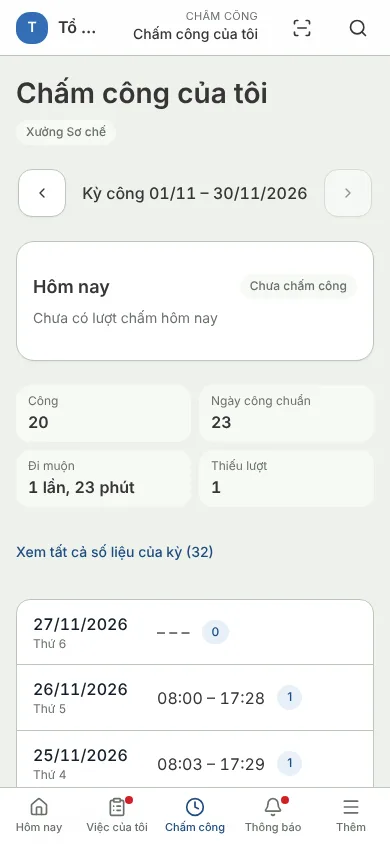 T
Tổ ...
CHẤM CÔNG
Chấm công của tôi
Chấm công của tôi
Xưởng Sơ chế
Kỳ công 01/11 – 30/11/2026
Hôm nay
Chưa chấm công
Chưa có lượt chấm hôm nay
Công
20
Ngày công chuẩn
23
Đi muộn
1 lần, 23 phút
Thiếu lượt
1
Xem tất cả số liệu của kỳ (32)
27/11/2026
Thứ 6
– – –
0
26/11/2026
Thứ 5
08:00 – 17:28
1
25/11/2026
Thứ 4
08:03 – 17:29
1
Hôm nay
Việc của tôi
Chấm công
Thông báo
Thêm